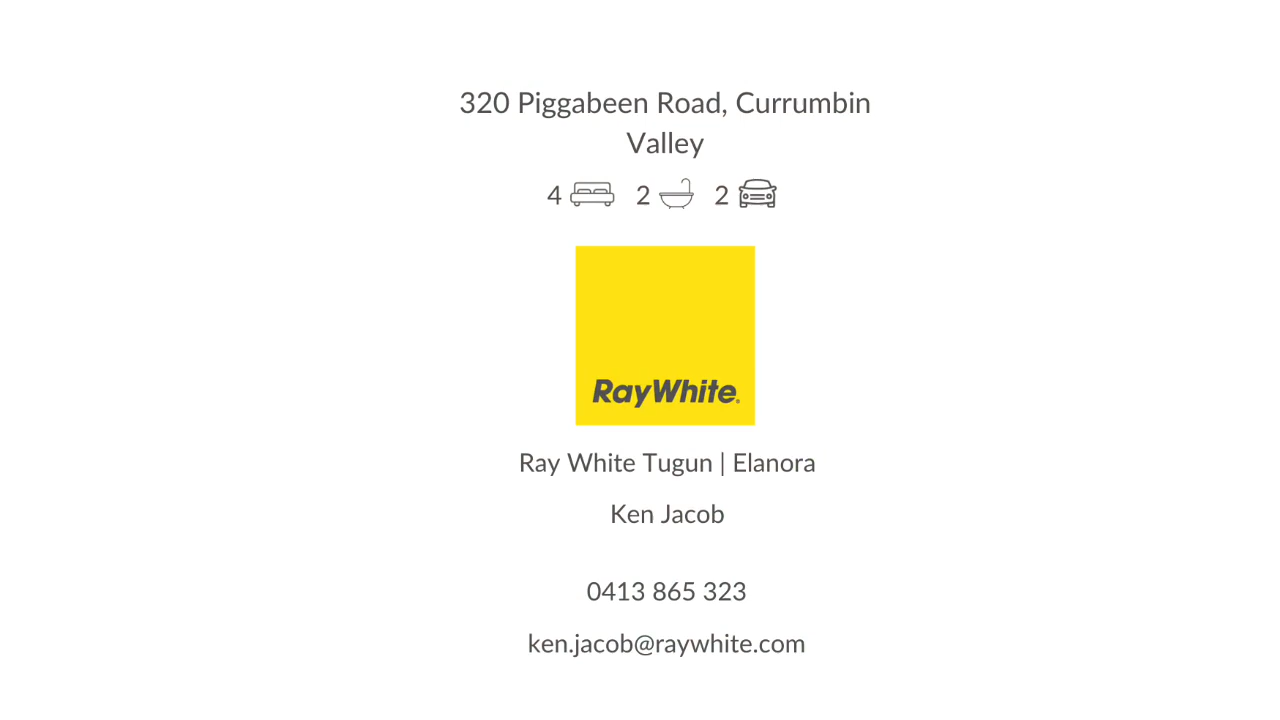 320 Piggabeen Road, Currumbin
Valley
4 2 2
RayWhite.
Ray White Tugun | Elanora
Ken Jacob
0413 865 323
ken.jacob@raywhite.com